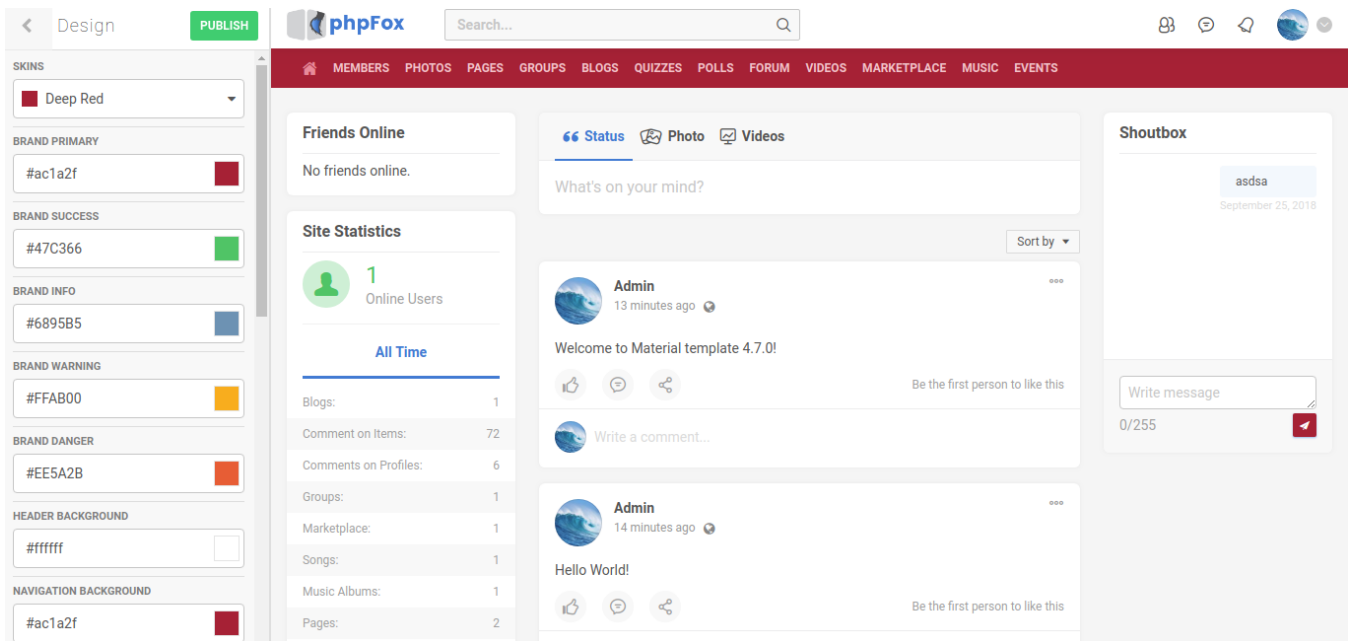 Design
PUBLISH
SKINS
Deep Red
BRAND PRIMARY
#ac1a2f
BRAND SUCCESS
#47C366
BRAND INFO
#6895B5
BRAND WARNING
#FFAB00
BRAND DANGER
#EE5A2B
HEADER BACKGROUND
#ffffff
NAVIGATION BACKGROUND
#ac1a2f
phpFox
Search...
MEMBERS PHOTOS PAGES GROUPS BLOGS QUIZZES POLLS FORUM VIDEOS MARKETPLACE MUSIC EVENTS
Friends Online
No friends online.
Site Statistics
1
Online Users
All Time
Blogs: 1
Comment on Items: 72
Comments on Profiles: 6
Groups: 1
Marketplace: 1
Songs: 1
Music Albums: 1
Pages: 2
Status Photo Videos
What's on your mind?
Sort by
Admin
13 minutes ago
Welcome to Material template 4.7.0!
Be the first person to like this
Write a comment...
Admin
14 minutes ago
Hello World!
Be the first person to like this
Shoutbox
asdsa
September 25, 2018
Write message
0/255